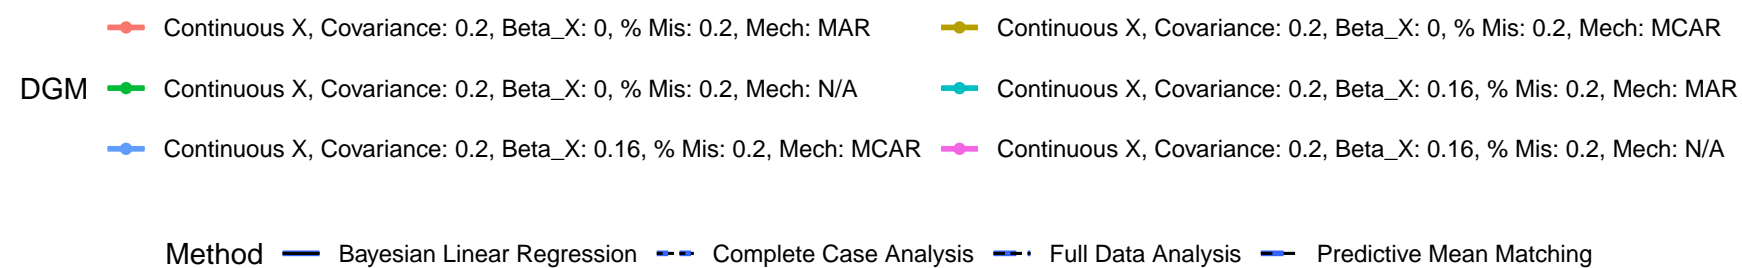 Continuous X, Covariance: 0.2, Beta_X: 0, % Mis: 0.2, Mech: MAR Continuous X, Covariance: 0.2, Beta_X: 0, % Mis: 0.2, Mech: MCAR
DGM Continuous X, Covariance: 0.2, Beta_X: 0, % Mis: 0.2, Mech: N/A Continuous X, Covariance: 0.2, Beta_X: 0.16, % Mis: 0.2, Mech: MAR
Continuous X, Covariance: 0.2, Beta_X: 0.16, % Mis: 0.2, Mech: MCAR Continuous X, Covariance: 0.2, Beta_X: 0.16, % Mis: 0.2, Mech: N/A
Method Bayesian Linear Regression Complete Case Analysis Full Data Analysis Predictive Mean Matching